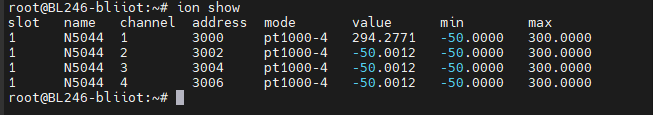 root@BL246-bliiot:~# ion show
slot name channel address mode value min max
1 N5044 1 3000 pt1000-4 294.2771 -50.0000 300.0000
1 N5044 2 3002 pt1000-4 -50.0012 -50.0000 300.0000
1 N5044 3 3004 pt1000-4 -50.0012 -50.0000 300.0000
1 N5044 4 3006 pt1000-4 -50.0012 -50.0000 300.0000
root@BL246-bliiot:~#